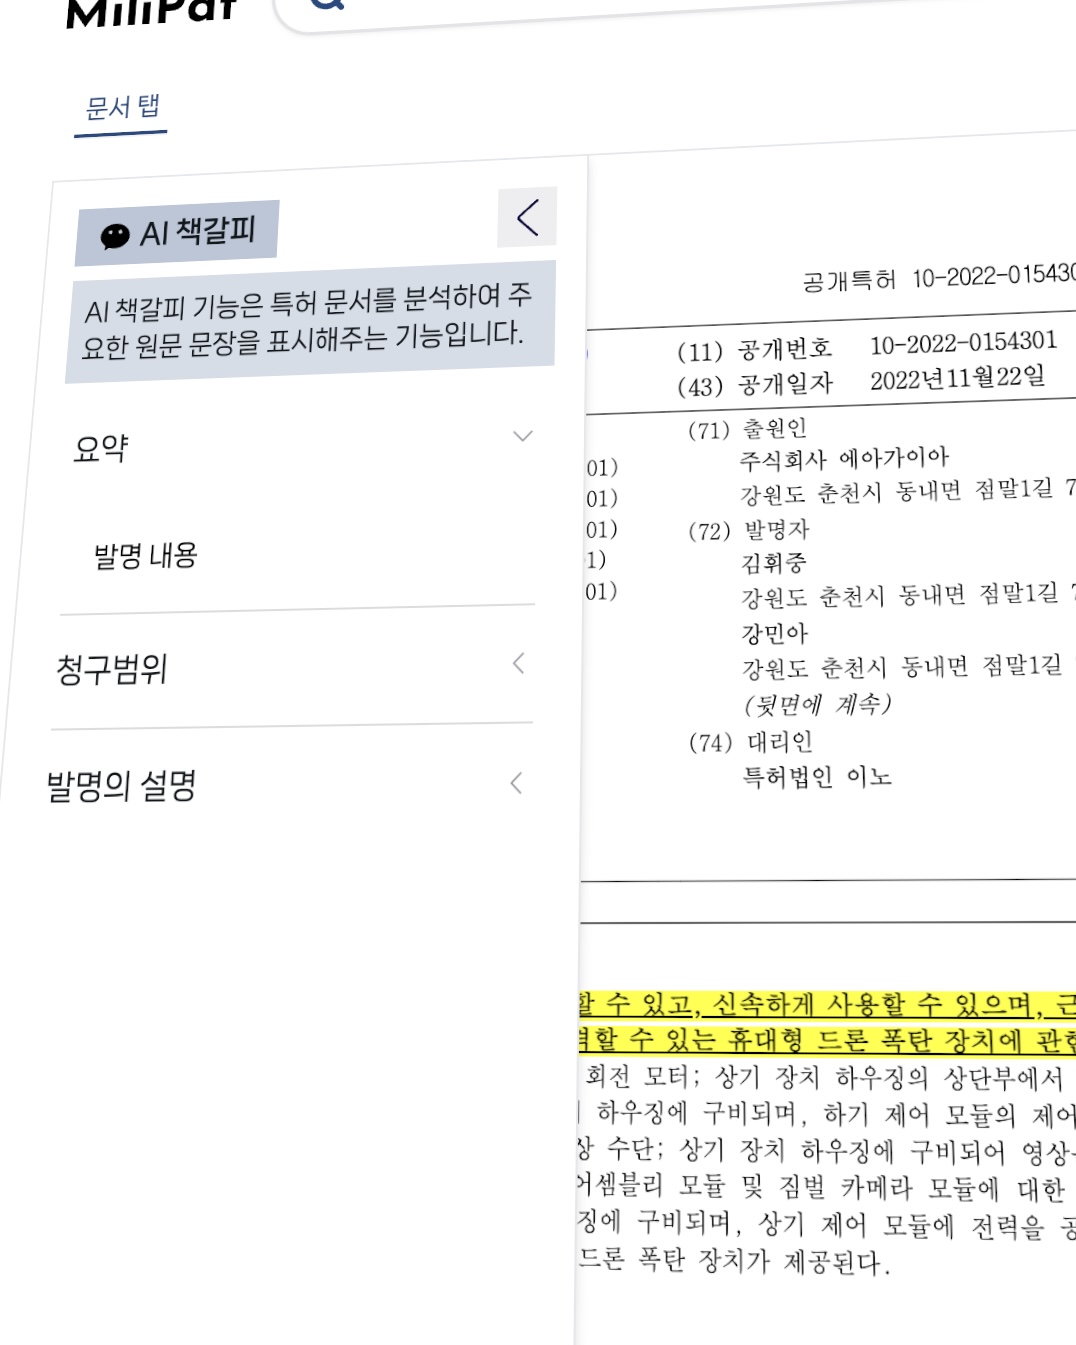 MiliPat
문서 탭
AI 책갈피
AI 책갈피 기능은 특허 문서를 분석하여 주
요한 원문 문장을 표시해주는 기능입니다.
요약
발명 내용
청구범위
발명의 설명
공개특허 10-2022-015430
(11) 공개번호 10-2022-0154301
(43) 공개일자 2022년11월22일
(71) 출원인
01)
주식회사 에아가이아
01)
강원도 춘천시 동내면 점말1길 7
01)
(72) 발명자
1)
김휘중
01)
강원도 춘천시 동내면 점말1길
강민아
강원도 춘천시 동내면 점말1길
(뒷면에 계속)
(74) 대리인
특허법인 이노
할 수 있고, 신속하게 사용할 수 있으며, 근
격할 수 있는 휴대형 드론 폭탄 장치에 관한
회전 모터; 상기 장치 하우징의 상단부에서
하우징에 구비되며, 하기 제어 모듈의 제어
상 수단; 상기 장치 하우징에 구비되어 영상
어셈블리 모듈 및 짐벌 카메라 모듈에 대한
징에 구비되며, 상기 제어 모듈에 전력을 공
드론 폭탄 장치가 제공된다.